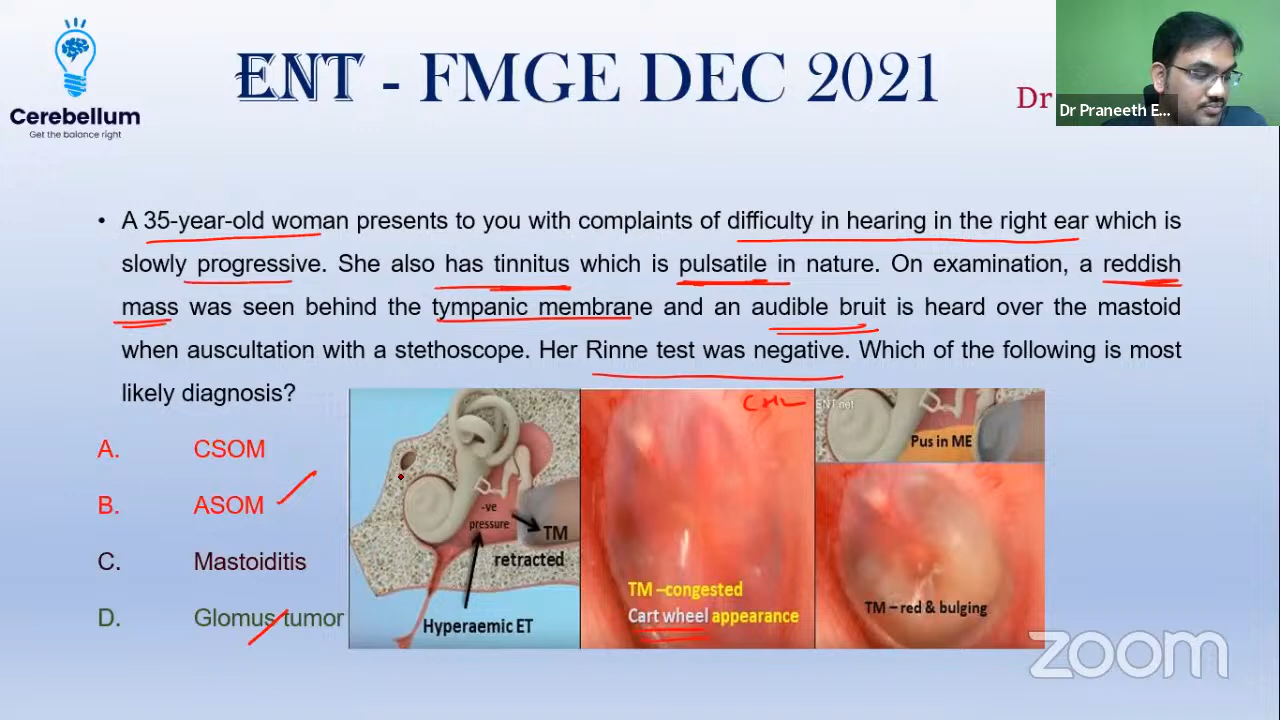 Cerebellum
Get the balance right
ENT - FMGE DEC 2021
Dr
Dr Praneeth E...
• A 35-year-old woman presents to you with complaints of difficulty in hearing in the right ear which is
slowly progressive. She also has tinnitus which is pulsatile in nature. On examination, a reddish
mass was seen behind the tympanic membrane and an audible bruit is heard over the mastoid
when auscultation with a stethoscope. Her Rinne test was negative. Which of the following is most
likely diagnosis?
A. CSOM
B. ASOM
C. Mastoiditis
D. Glomus tumor
-ve
pressure
TM
retracted
Hyperaemic ET
CHL
TM –congested
Cart wheel appearance
ENT.net
Pus in ME
TM – red & bulging
zoom